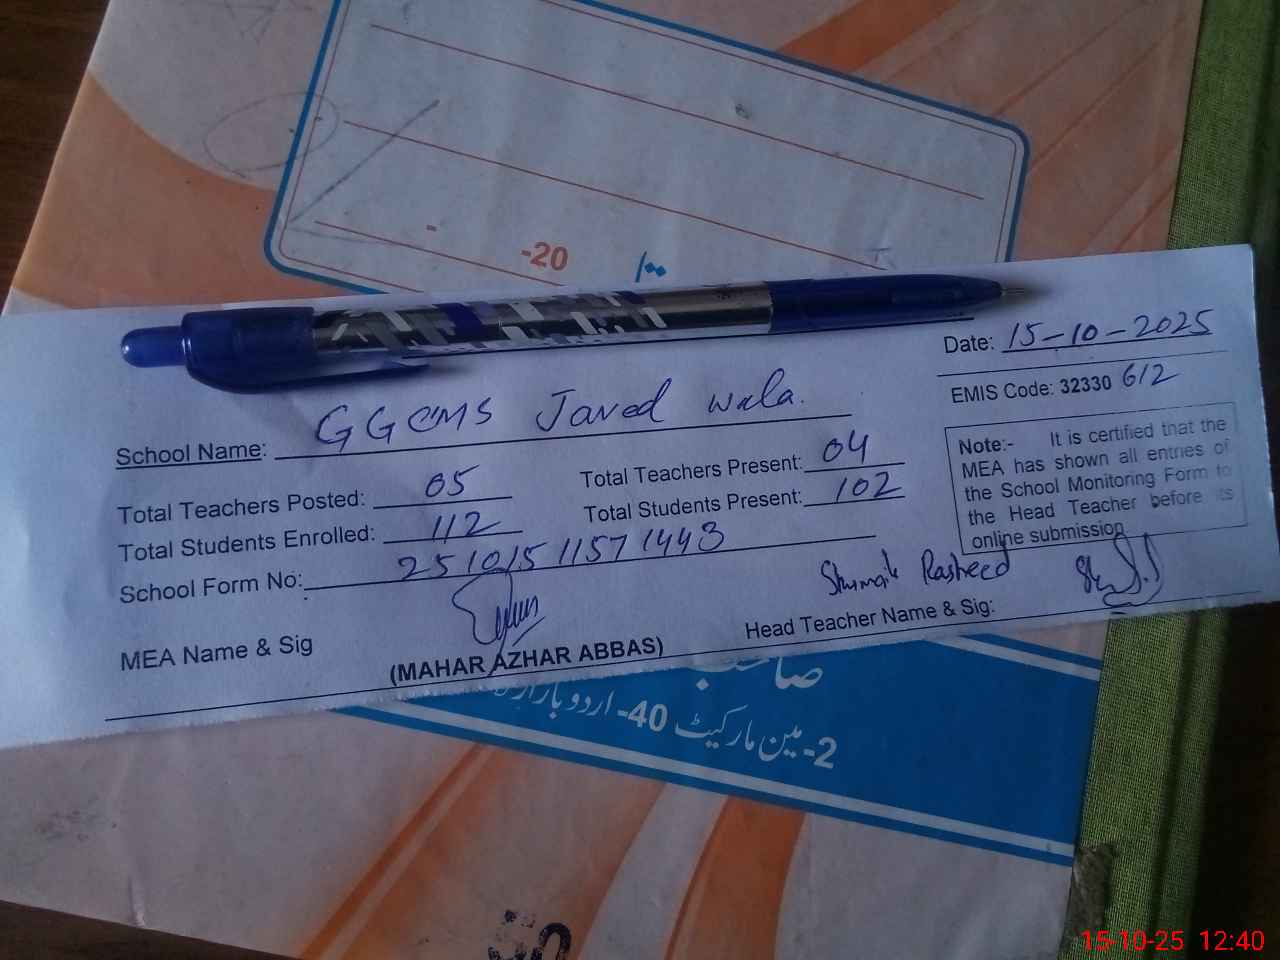 -20
Date: 15-10-2025
EMIS Code: 32330 612
School Name: GGCMS Javed wala.
Total Teachers Posted: 05 Total Teachers Present: 04
Total Students Enrolled: 112 Total Students Present: 102
School Form No: 25101511571443
Note:- It is certified that the
MEA has shown all entries of
the School Monitoring Form to
the Head Teacher before its
online submission
MEA Name & Sig
(MAHAR AZHAR ABBAS)
Head Teacher Name & Sig: Rasheed
صاحب
2-مین مارکیٹ 40-اردو بازار
15-10-25 12:40